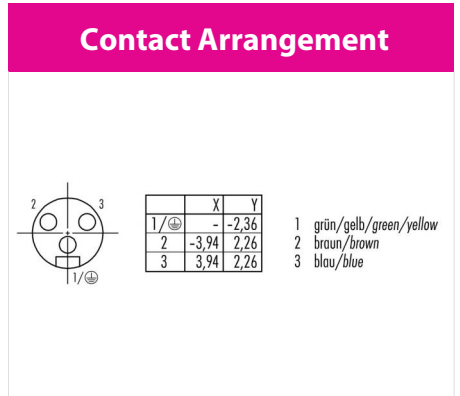 Contact Arrangement
2 3
1/⏚
X Y
1/⏚ - -2,36
2 -3,94 2,26
3 3,94 2,26
1 grün/gelb/green/yellow
2 braun/brown
3 blau/blue